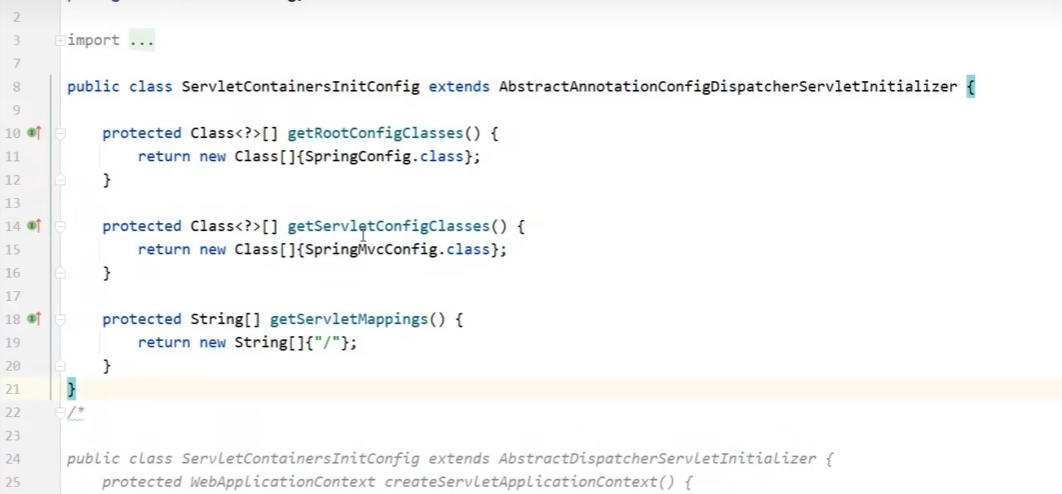 2
3 import ...
7
8 public class ServletContainersInitConfig extends AbstractAnnotationConfigDispatcherServletInitializer {
9
10 protected Class<?>[] getRootConfigClasses() {
11 return new Class[]{SpringConfig.class};
12 }
13
14 protected Class<?>[] getServletConfigClasses() {
15 return new Class[]{SpringMvcConfig.class};
16 }
17
18 protected String[] getServletMappings() {
19 return new String[]{"/"};
20 }
21 }
22 /*
23
24 public class ServletContainersInitConfig extends AbstractDispatcherServletInitializer {
25 protected WebApplicationContext createServletApplicationContext() {